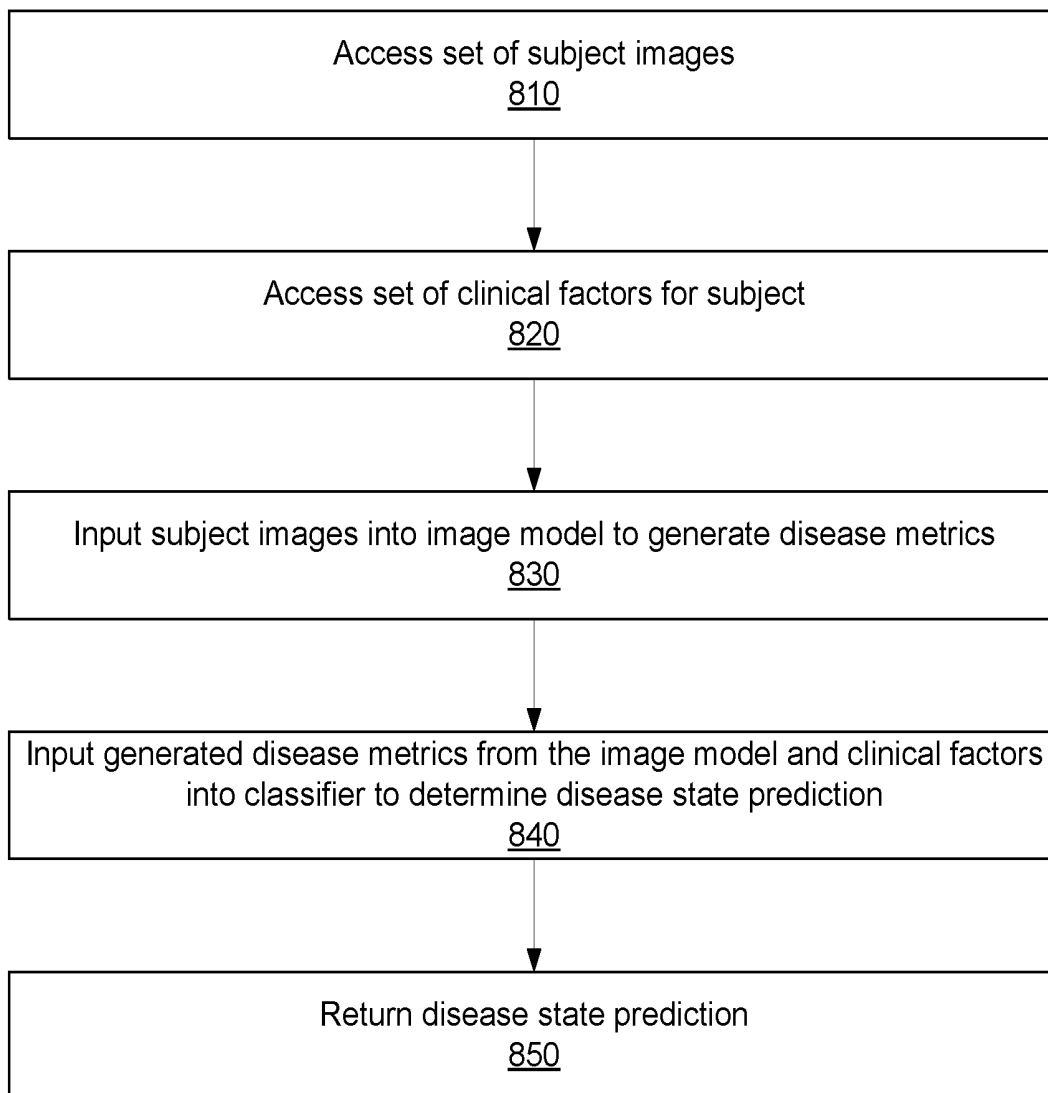 Access set of subject images
810
Access set of clinical factors for subject
820
Input subject images into image model to generate disease metrics
830
Input generated disease metrics from the image model and clinical factors
into classifier to determine disease state prediction
840
Return disease state prediction
850